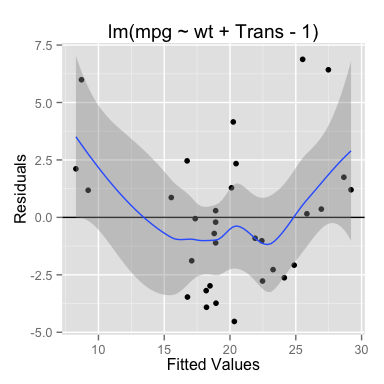 lm(mpg ~ wt + Trans - 1)
7.5
5.0
2.5
0.0
-2.5
-5.0
Residuals
10 15 20 25 30
Fitted Values